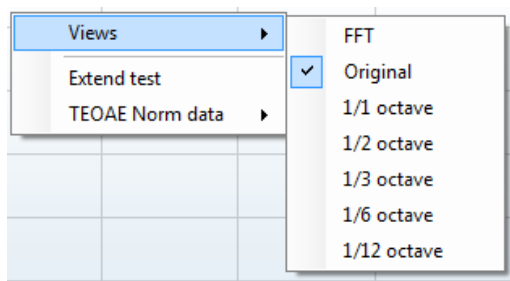 Views
Extend test
TEOAE Norm data
FFT
Original
1/1 octave
1/2 octave
1/3 octave
1/6 octave
1/12 octave